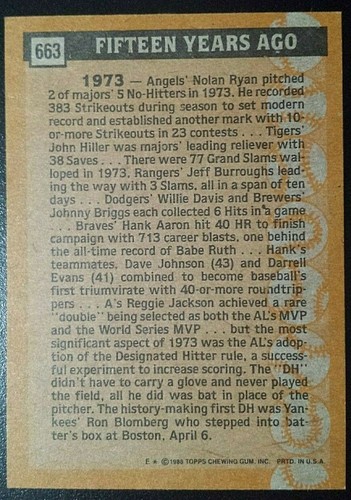 663
FIFTEEN YEARS AGO
1973 — Angels' Nolan Ryan pitched
2 of majors' 5 No-Hitters in 1973. He recorded
383 Strikeouts during season to set modern
record and established another mark with 10-
or-more Strikeouts in 23 contests . . . Tigers'
John Hiller was majors' leading reliever with
38 Saves . . . There were 77 Grand Slams wal-
loped in 1973. Rangers' Jeff Burroughs lead-
ing the way with 3 Slams, all in a span of ten
days . . . Dodgers' Willie Davis and Brewers'
Johnny Briggs each collected 6 Hits in a game
. . . Braves' Hank Aaron hit 40 HR to finish
campaign with 713 career blasts, one behind
the all-time record of Babe Ruth . . . Hank's
teammates. Dave Johnson (43) and Darrell
Evans (41) combined to become baseball's
first triumvirate with 40-or-more roundtrip-
pers . . . A's Reggie Jackson achieved a rare
"double" being selected as both the AL's MVP
and the World Series MVP . . . but the most
significant aspect of 1973 was the AL's adop-
tion of the Designated Hitter rule, a success-
ful experiment to increase scoring. The "DH"
didn't have to carry a glove and never played
the field, all he did was bat in place of the
pitcher. The history-making first DH was Yan-
kees' Ron Blomberg who stepped into bat-
ter's box at Boston, April 6.
E * ©1988 TOPPS CHEWING GUM, INC. PRTD. IN U.S.A.